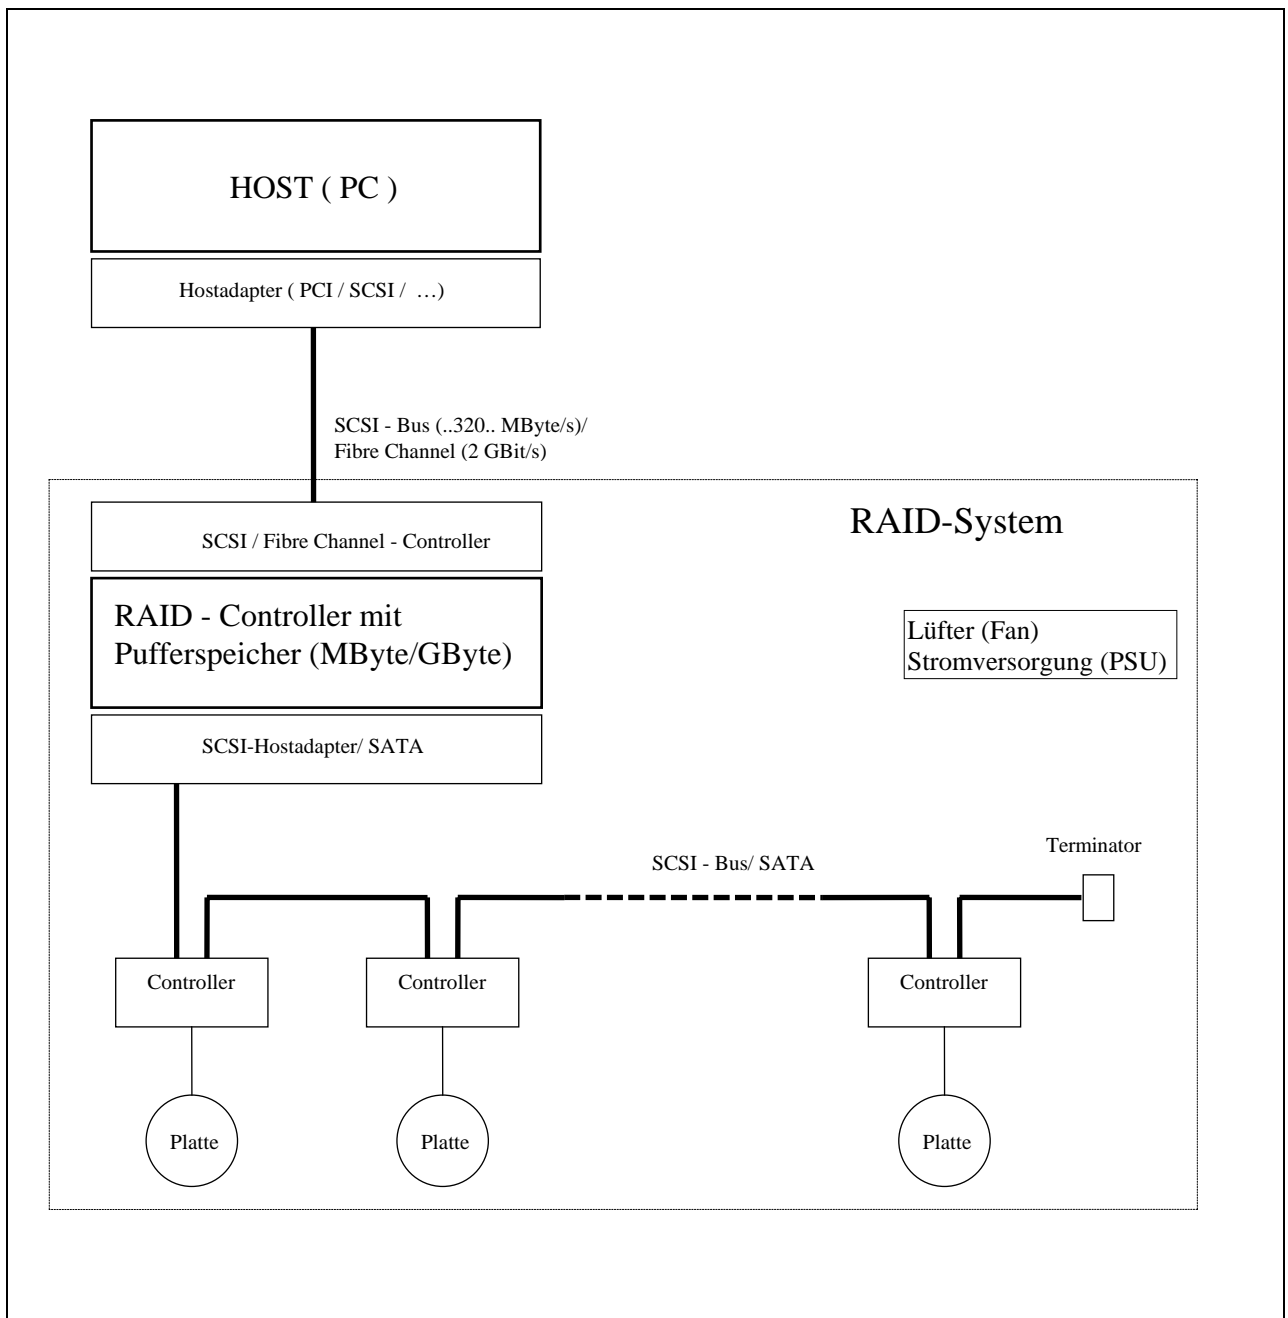 HOST ( PC )
Hostadapter ( PCI / SCSI /  …)
SCSI - Bus (..320.. MByte/s)/
Fibre Channel (2 GBit/s)
RAID-System
SCSI / Fibre Channel - Controller
RAID - Controller mit
Pufferspeicher (MByte/GByte)
Lüfter (Fan)
Stromversorgung (PSU)
SCSI-Hostadapter/ SATA
Terminator
SCSI - Bus/ SATA
Controller
Controller
Controller
Platte
Platte
Platte